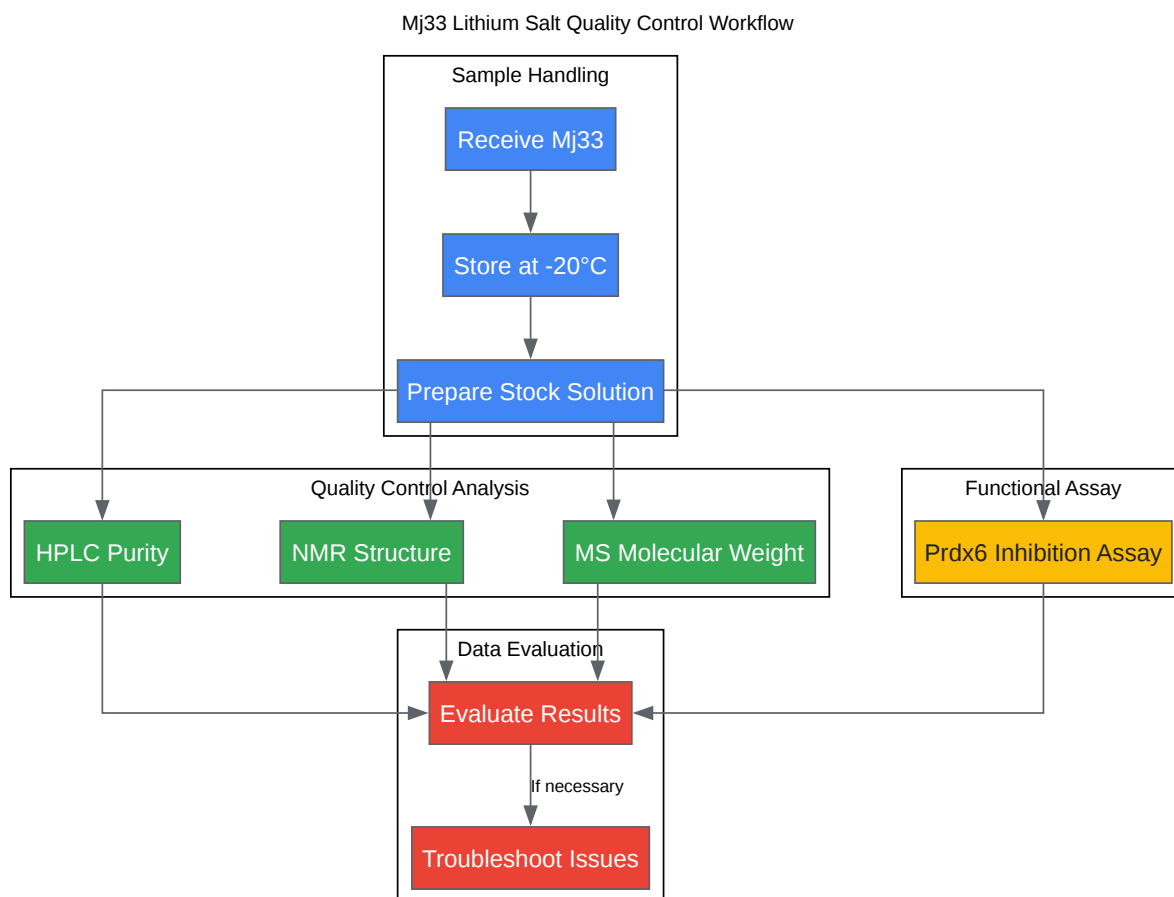 Mj33 Lithium Salt Quality Control Workflow
Sample Handling
Receive Mj33
Store at -20°C
Prepare Stock Solution
Quality Control Analysis
Functional Assay
HPLC Purity
NMR Structure
MS Molecular Weight
Prdx6 Inhibition Assay
Data Evaluation
Evaluate Results
If necessary
Troubleshoot Issues